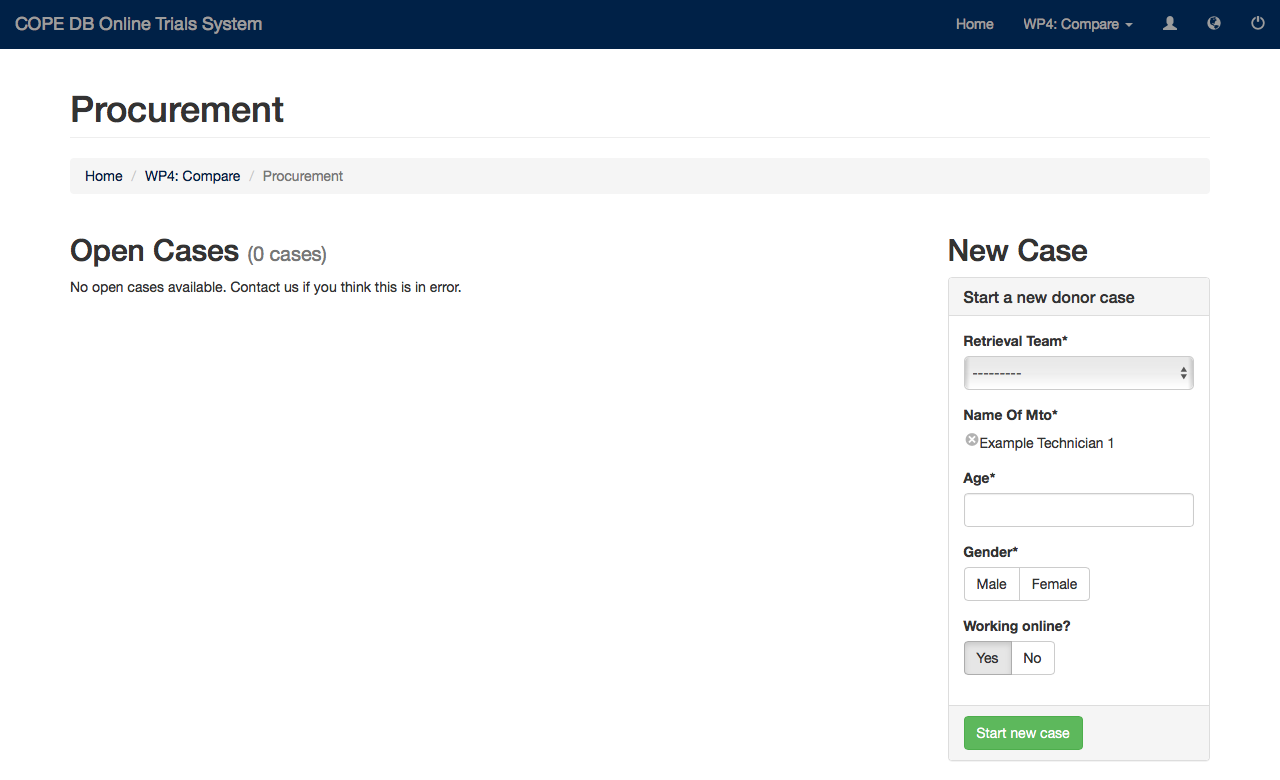 COPE DB Online Trials System
Home
WP4: Compare
Procurement
Home / WP4: Compare / Procurement
Open Cases (0 cases)
No open cases available. Contact us if you think this is in error.
New Case
Start a new donor case
Retrieval Team*
---------
Name Of Mto*
Example Technician 1
Age*
Gender*
Male
Female
Working online?
Yes
No
Start new case